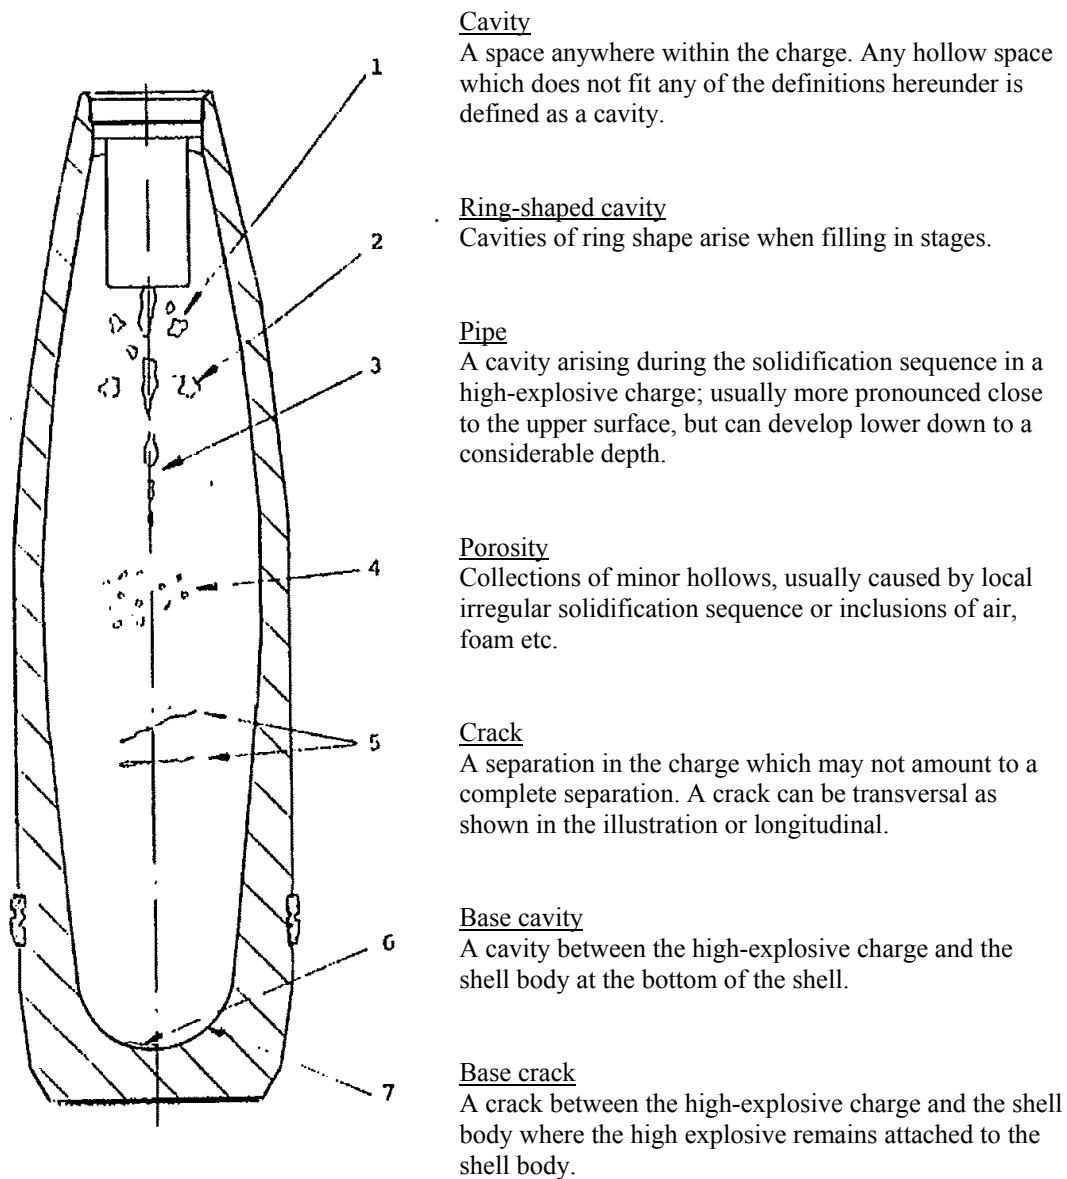 Cavity
A space anywhere within the charge. Any hollow space
which does not fit any of the definitions hereunder is
defined as a cavity.
1
Ring-shaped cavity
Cavities of ring shape arise when filling in stages.
2
Pipe
A cavity arising during the solidification sequence in a
high-explosive charge; usually more pronounced close
to the upper surface, but can develop lower down to a
considerable depth.
3
Porosity
Collections of minor hollows, usually caused by local
irregular solidification sequence or inclusions of air,
foam etc.
4
Crack
A separation in the charge which may not amount to a
complete separation. A crack can be transversal as
shown in the illustration or longitudinal.
5
Base cavity
A cavity between the high-explosive charge and the
shell body at the bottom of the shell.
6
Base crack
A crack between the high-explosive charge and the shell
body where the high explosive remains attached to the
shell body.
7